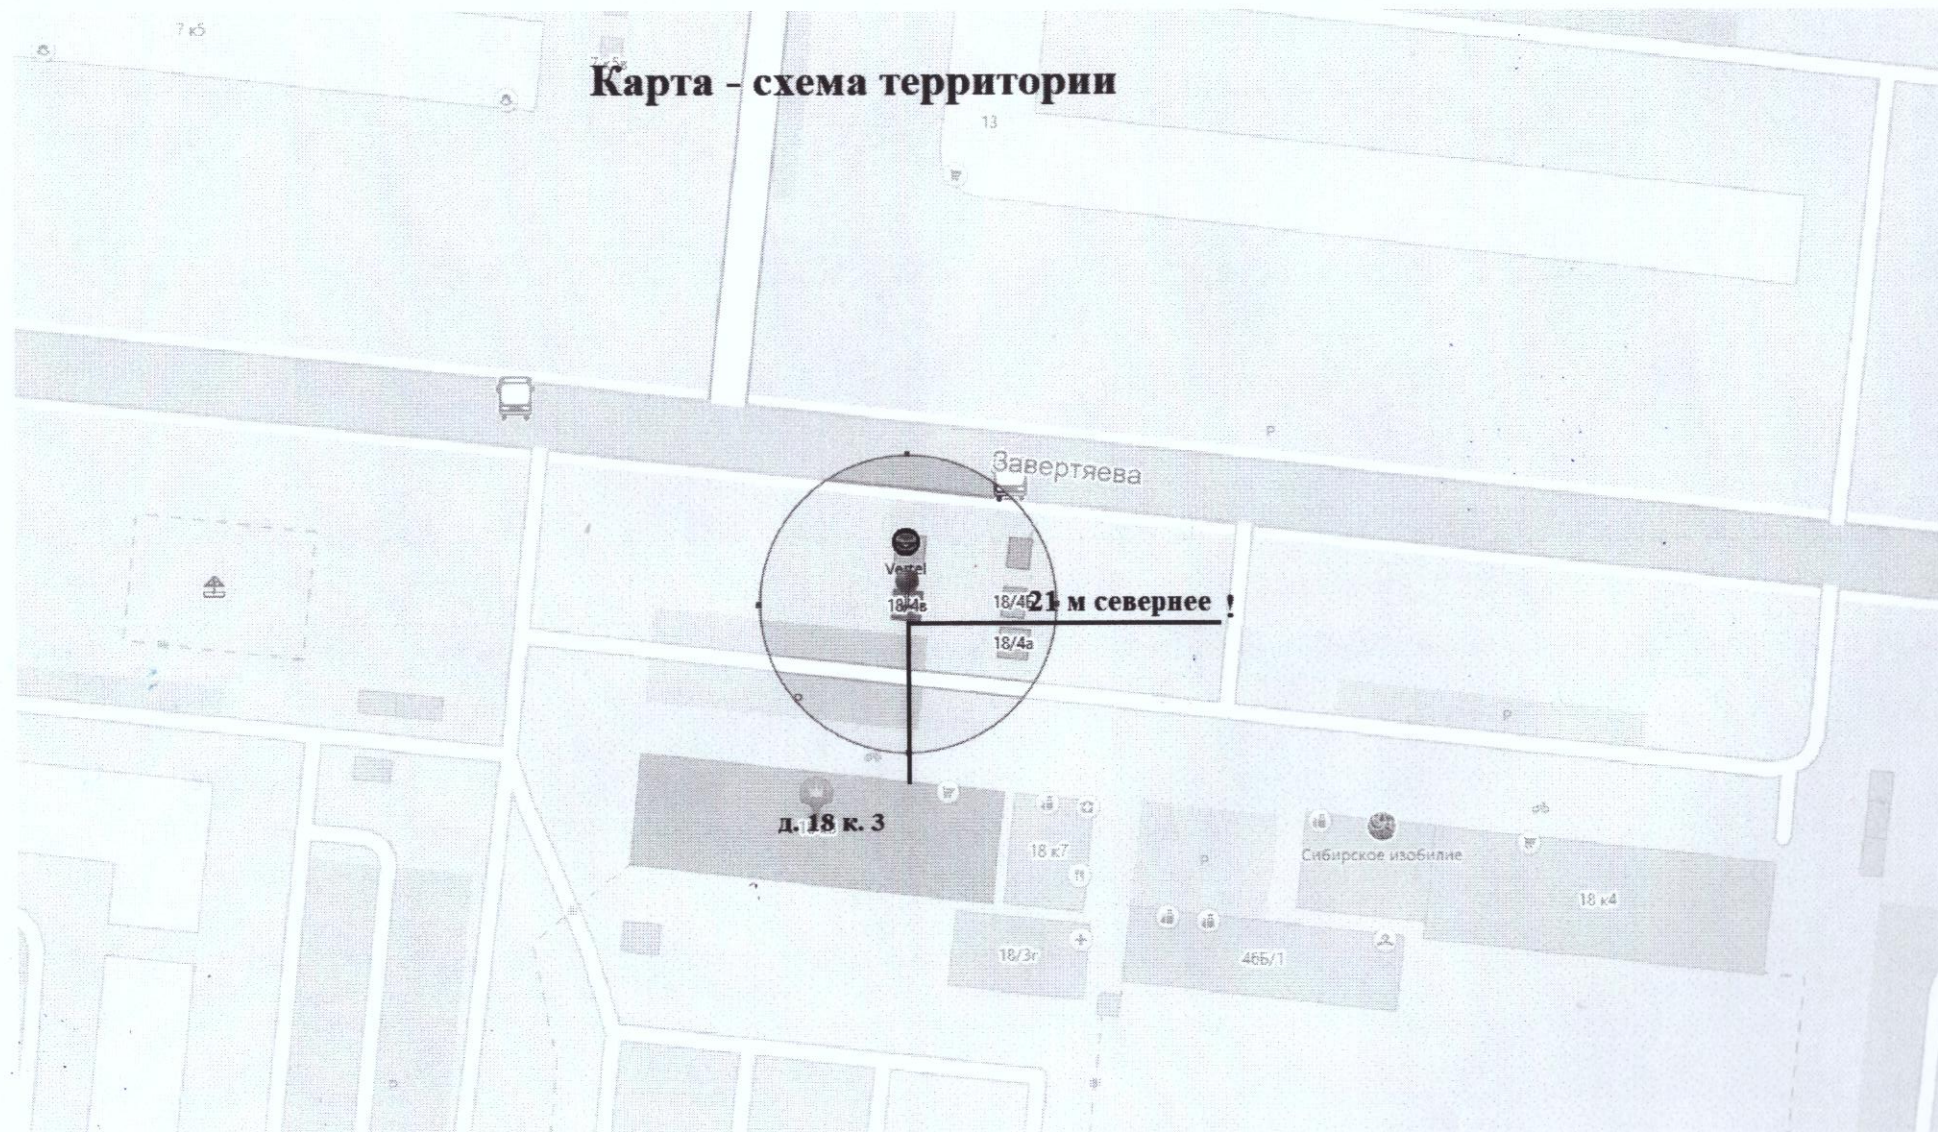 7 к5
Карта - схема территории
13
Р
Завертяева
Vertel
18/4в
18/4Б
21 м севернее !
18/4а
Р
д. 18 к. 3
18 к7
Р
Сибирское изобилие
18 к4
18/3г
46Б/1